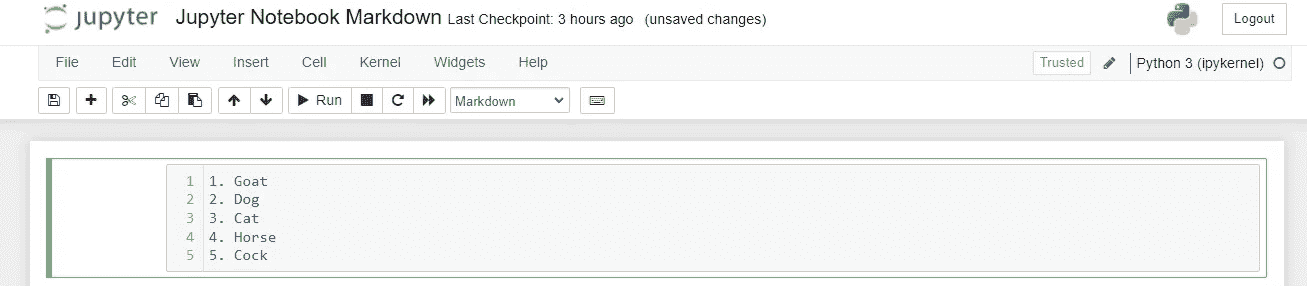 jupyter Jupyter Notebook Markdown Last Checkpoint: 3 hours ago (unsaved changes) Logout
File Edit View Insert Cell Kernel Widgets Help Trusted Python 3 (ipykernel)
Run Markdown
1 1. Goat
2 2. Dog
3 3. Cat
4 4. Horse
5 5. Cock